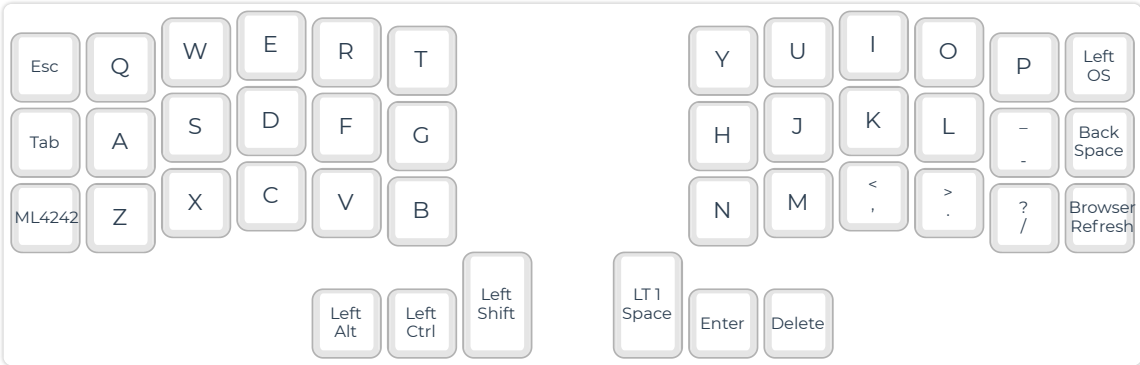 Esc Q W E R T Y U I O P Left OS
Tab A S D F G H J K L _ - Back Space
ML4242 Z X C V B N M < , > . ? / Browser Refresh
Left Alt Left Ctrl Left Shift LT 1 Space Enter Delete